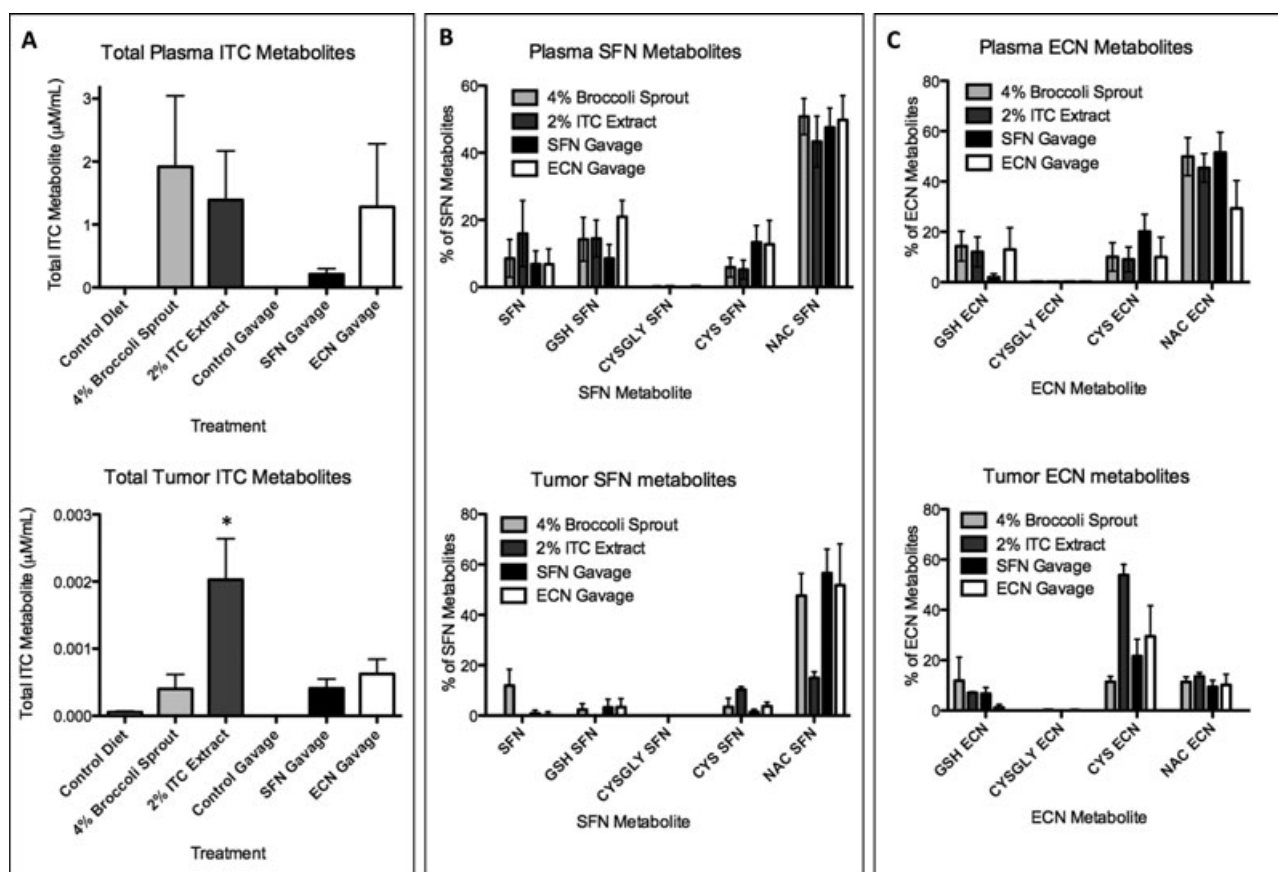 A
Total Plasma ITC Metabolites
Total ITC Metabolite (µM/mL)
3
2
1
0
Control Diet
4% Broccoli Sprout
2% ITC Extract
Control Gavage
SFN Gavage
ECN Gavage
Treatment
Total Tumor ITC Metabolites
Total ITC Metabolite (µM/mL)
0.003
0.002
0.001
0.000
*
Control Diet
4% Broccoli Sprout
2% ITC Extract
Control Gavage
SFN Gavage
ECN Gavage
Treatment
B
Plasma SFN Metabolites
% of SFN Metabolites
60
40
20
0
4% Broccoli Sprout
2% ITC Extract
SFN Gavage
ECN Gavage
SFN
GSH SFN
CYSGLY SFN
CYS SFN
NAC SFN
SFN Metabolite
Tumor SFN metabolites
% of SFN Metabolites
80
60
40
20
0
4% Broccoli Sprout
2% ITC Extract
SFN Gavage
ECN Gavage
SFN
GSH SFN
CYSGLY SFN
CYS SFN
NAC SFN
SFN Metabolite
C
Plasma ECN Metabolites
% of ECN Metabolites
80
60
40
20
0
4% Broccoli Sprout
2% ITC Extract
SFN Gavage
ECN Gavage
GSH ECN
CYSGLY ECN
CYS ECN
NAC ECN
ECN Metabolite
Tumor ECN metabolites
% of ECN Metabolites
80
60
40
20
0
4% Broccoli Sprout
2% ITC Extract
SFN Gavage
ECN Gavage
GSH ECN
CYSGLY ECN
CYS ECN
NAC ECN
ECN Metabolite